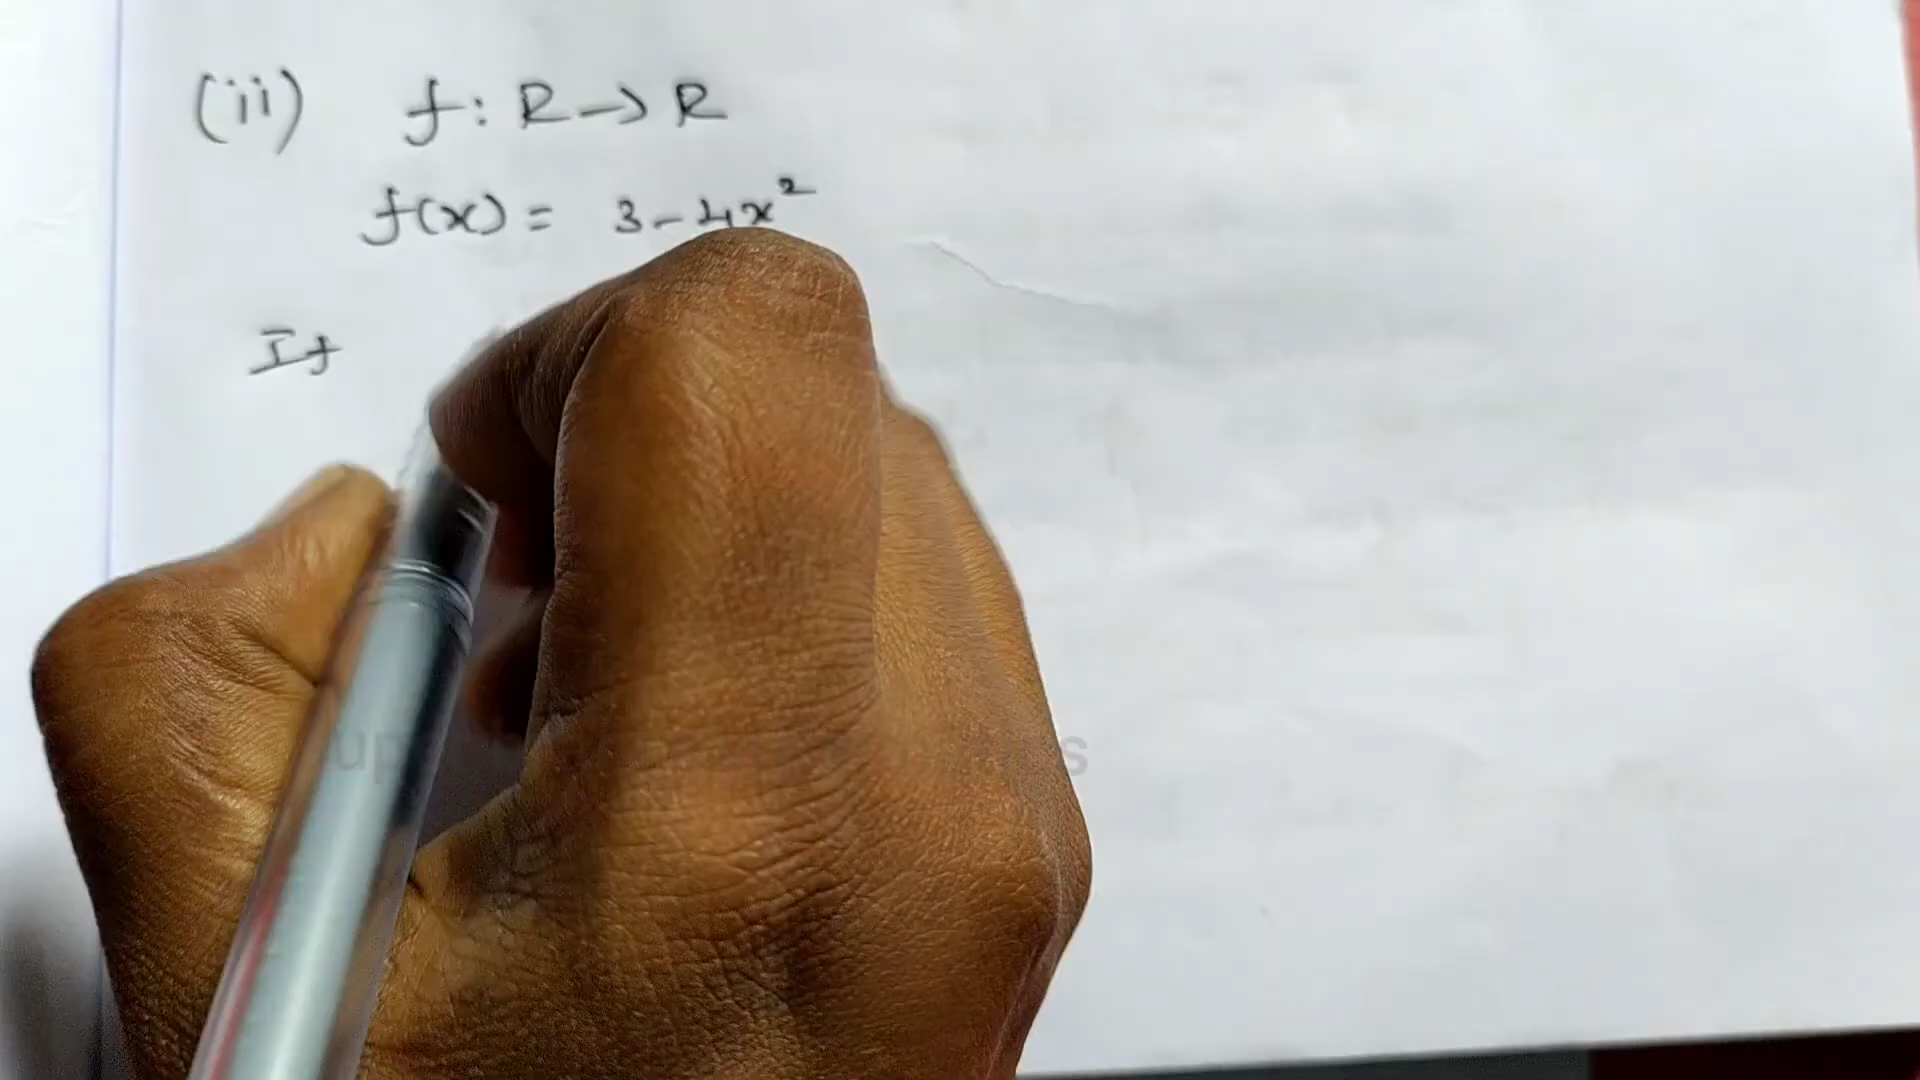 (ii) f: R→R
f(x) = 3-4x²
If